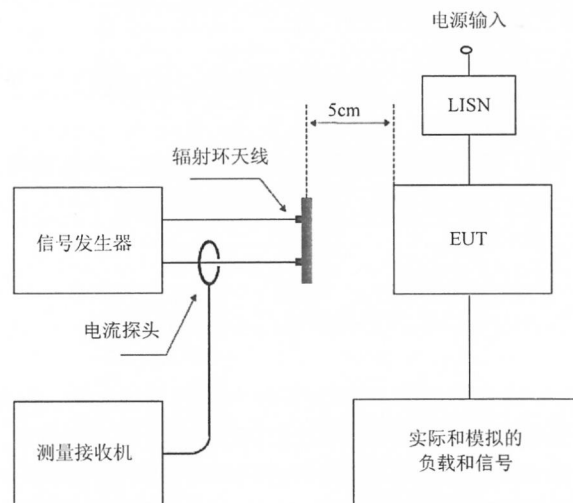 电源输入
LISN
5cm
辐射环天线
信号发生器
EUT
电流探头
测量接收机
实际和模拟的
负载和信号